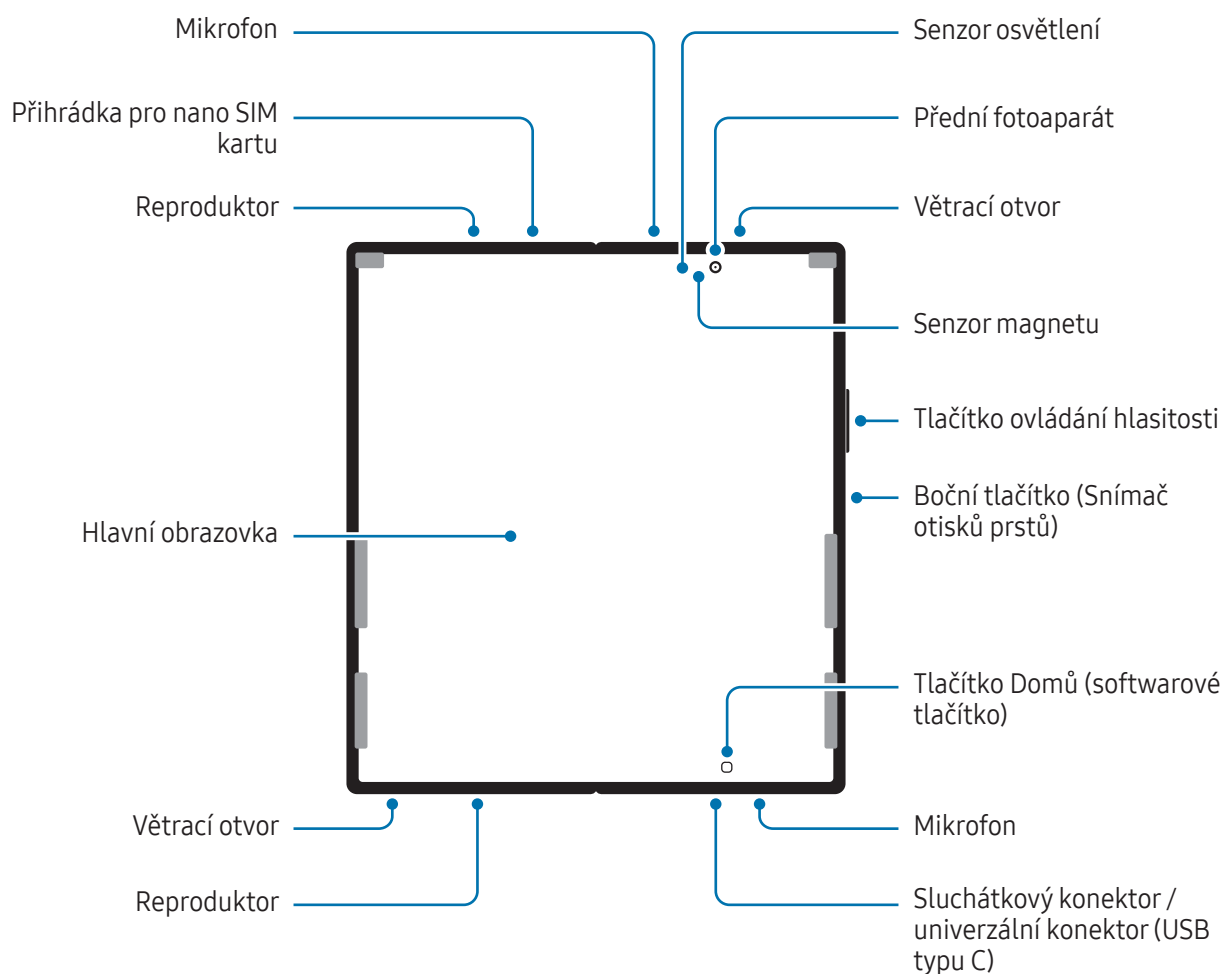 Mikrofon
Přihrádka pro nano SIM
kartu
Reproduktor
Hlavní obrazovka
Větrací otvor
Reproduktor
Senzor osvětlení
Přední fotoaparát
Větrací otvor
Senzor magnetu
Tlačítko ovládání hlasitosti
Boční tlačítko (Snímač
otisků prstů)
Tlačítko Domů (softwarové
tlačítko)
Mikrofon
Sluchátkový konektor /
univerzální konektor (USB
typu C)